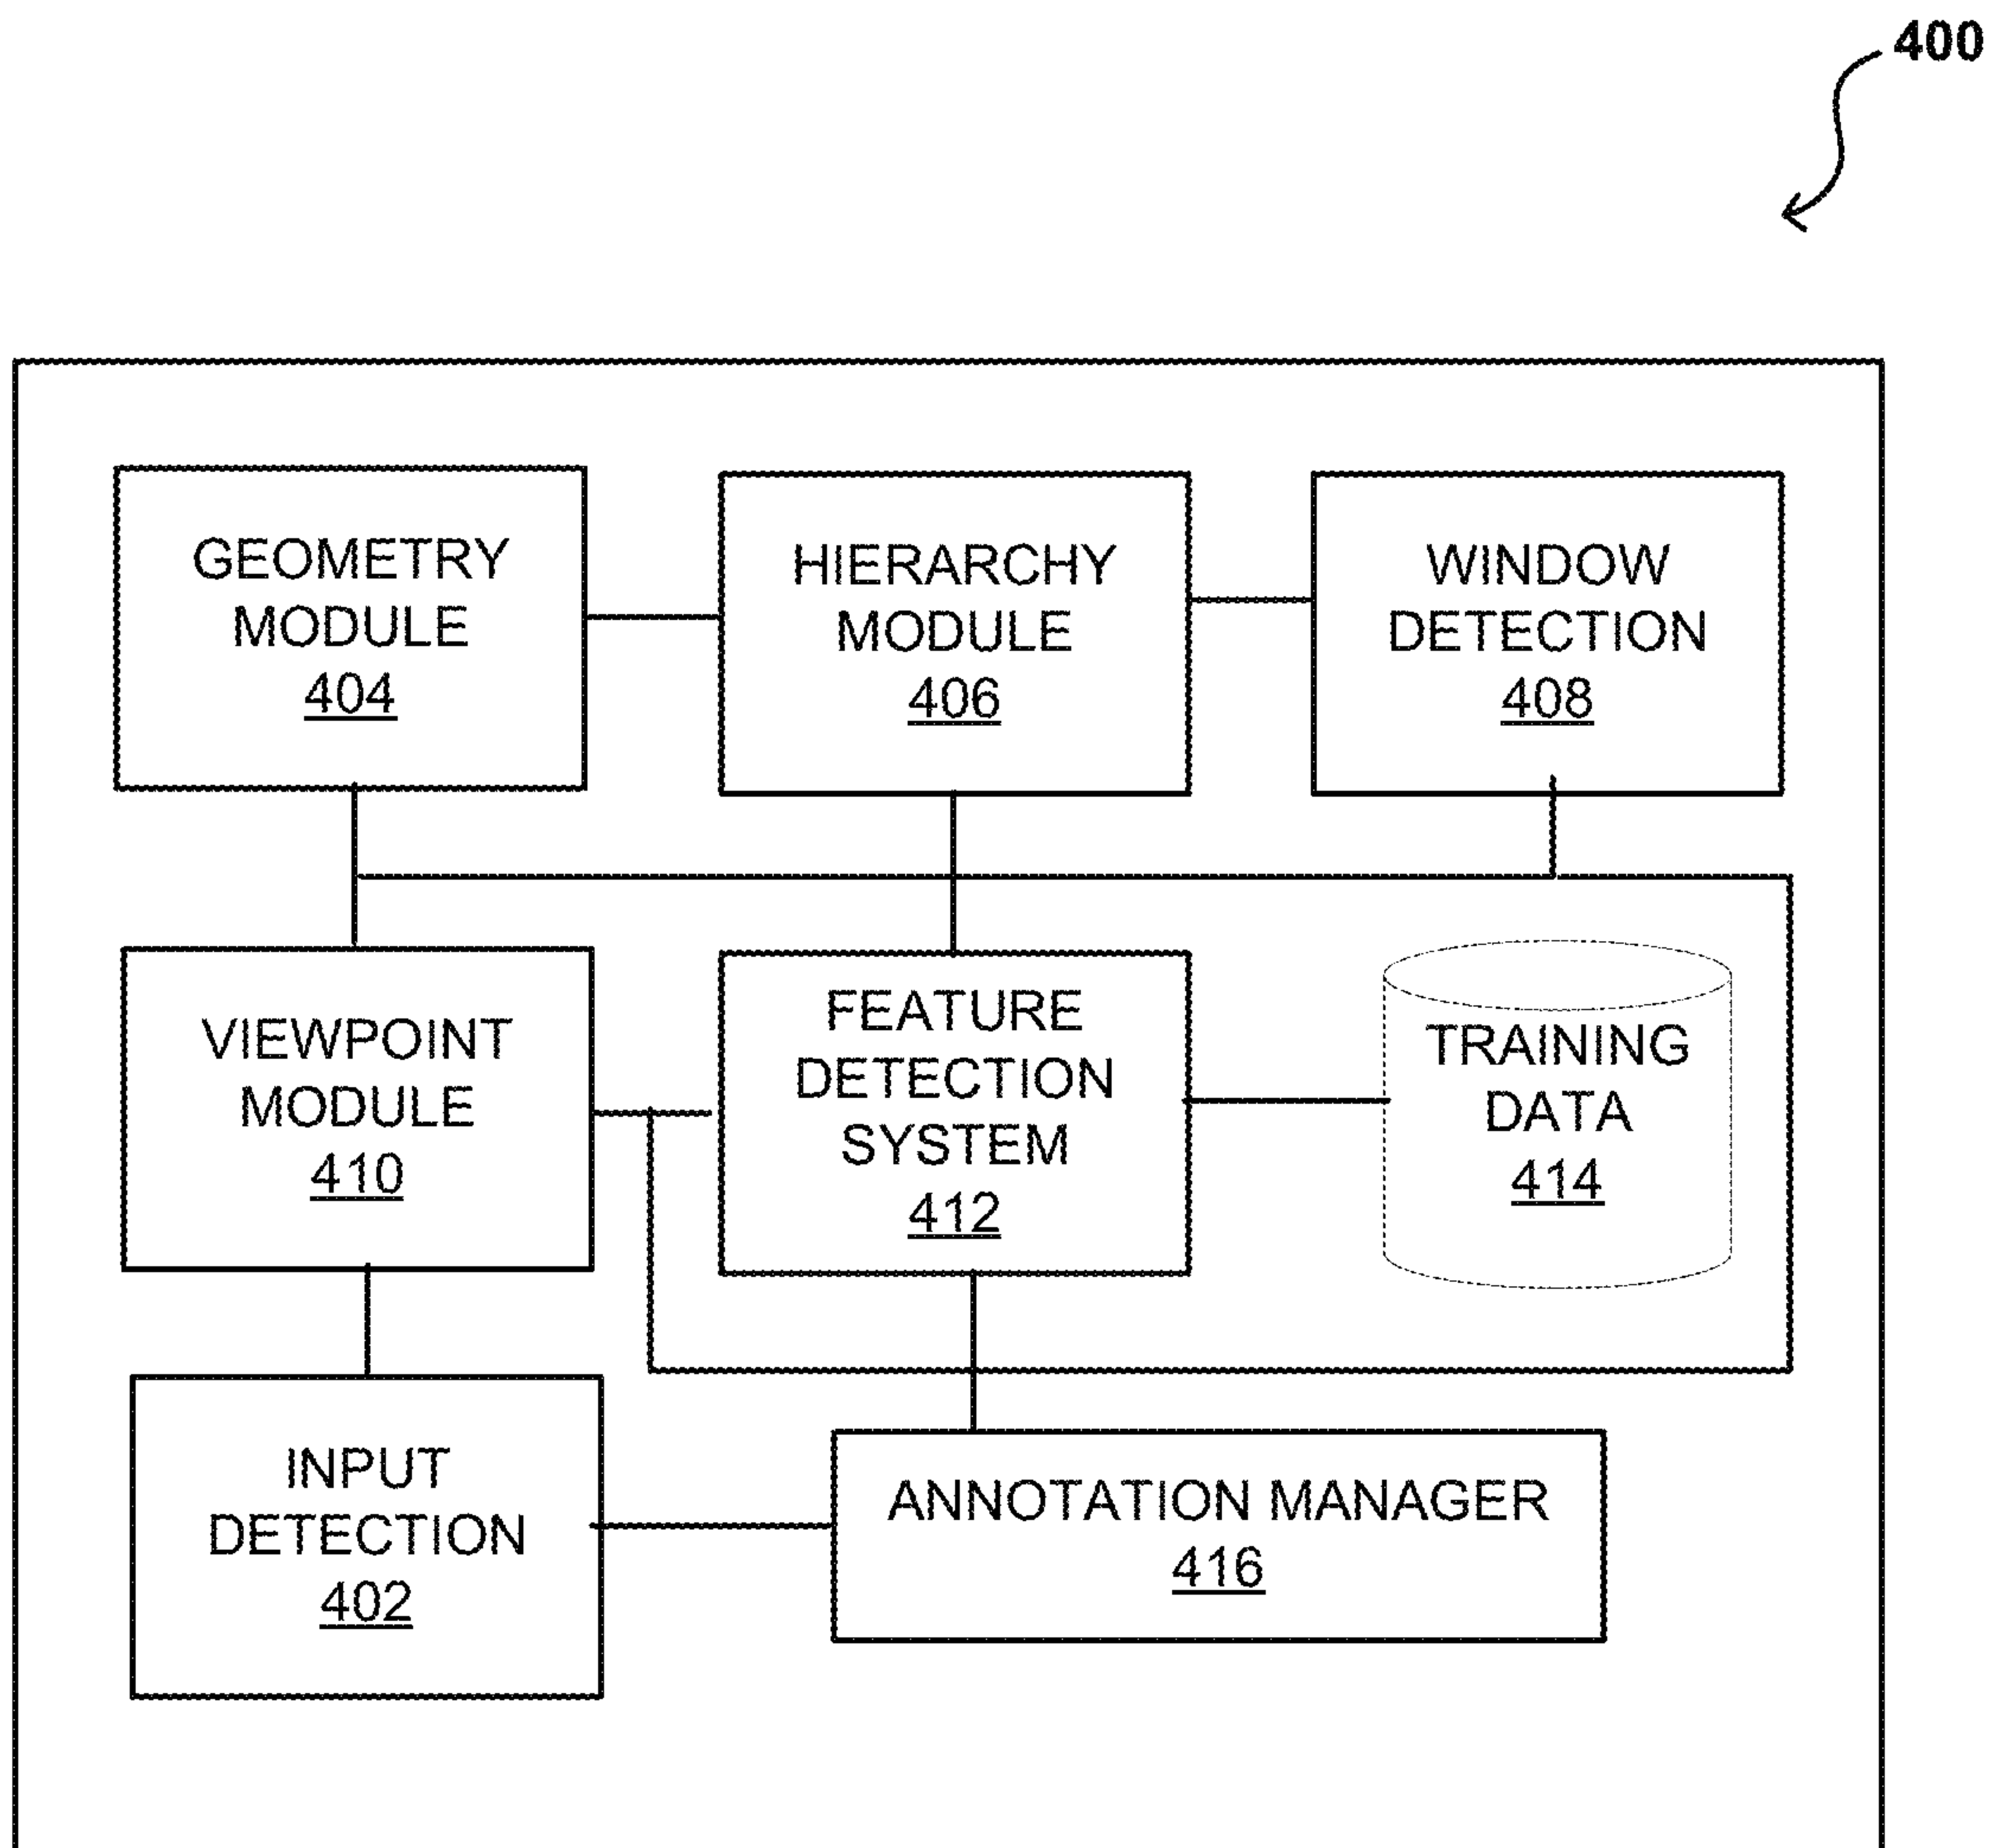 400
GEOMETRY
MODULE
404
HIERARCHY
MODULE
406
WINDOW
DETECTION
408
VIEWPOINT
MODULE
410
FEATURE
DETECTION
SYSTEM
412
TRAINING
DATA
414
INPUT
DETECTION
402
ANNOTATION MANAGER
416